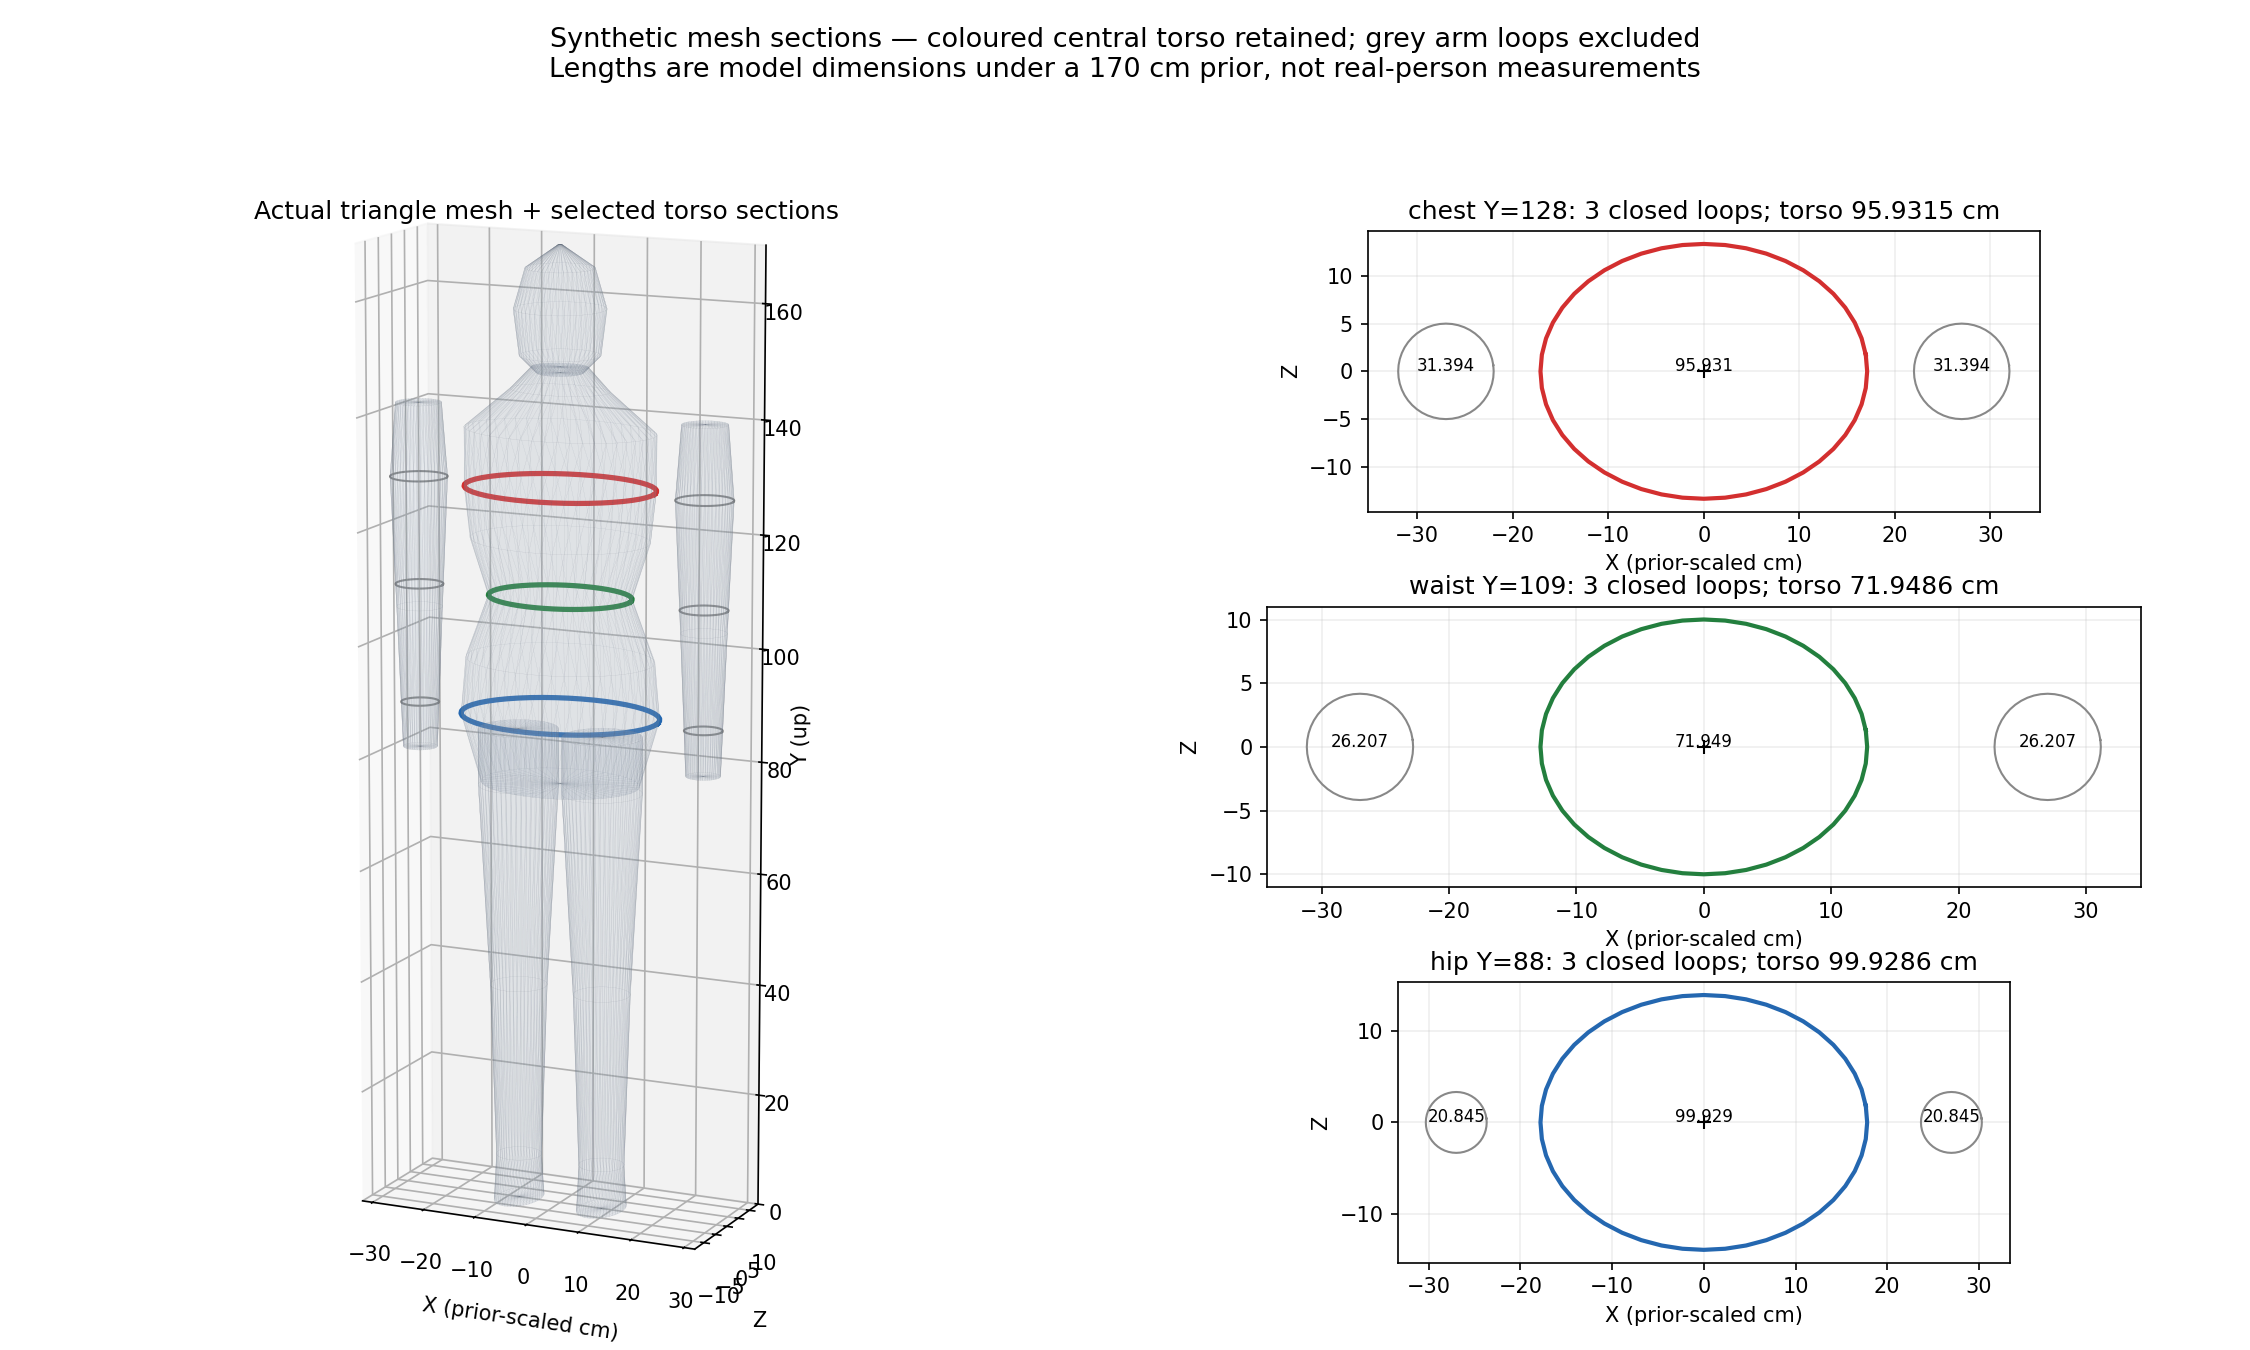 Synthetic mesh sections — coloured central torso retained; grey arm loops excluded
Lengths are model dimensions under a 170 cm prior, not real-person measurements
Actual triangle mesh + selected torso sections
160
140
120
100
80
60
40
20
0
Y (up)
−30 −20 −10 0 10 20 30
X (prior-scaled cm)
−10 −5 0 5 10
Z
chest Y=128: 3 closed loops; torso 95.9315 cm
10
5
0
−5
−10
Z
31.394 95.931 31.394
−30 −20 −10 0 10 20 30
X (prior-scaled cm)
waist Y=109: 3 closed loops; torso 71.9486 cm
10
5
0
−5
−10
Z
26.207 71.949 26.207
−30 −20 −10 0 10 20 30
X (prior-scaled cm)
hip Y=88: 3 closed loops; torso 99.9286 cm
10
0
−10
Z
20.845 99.929 20.845
−30 −20 −10 0 10 20 30
X (prior-scaled cm)